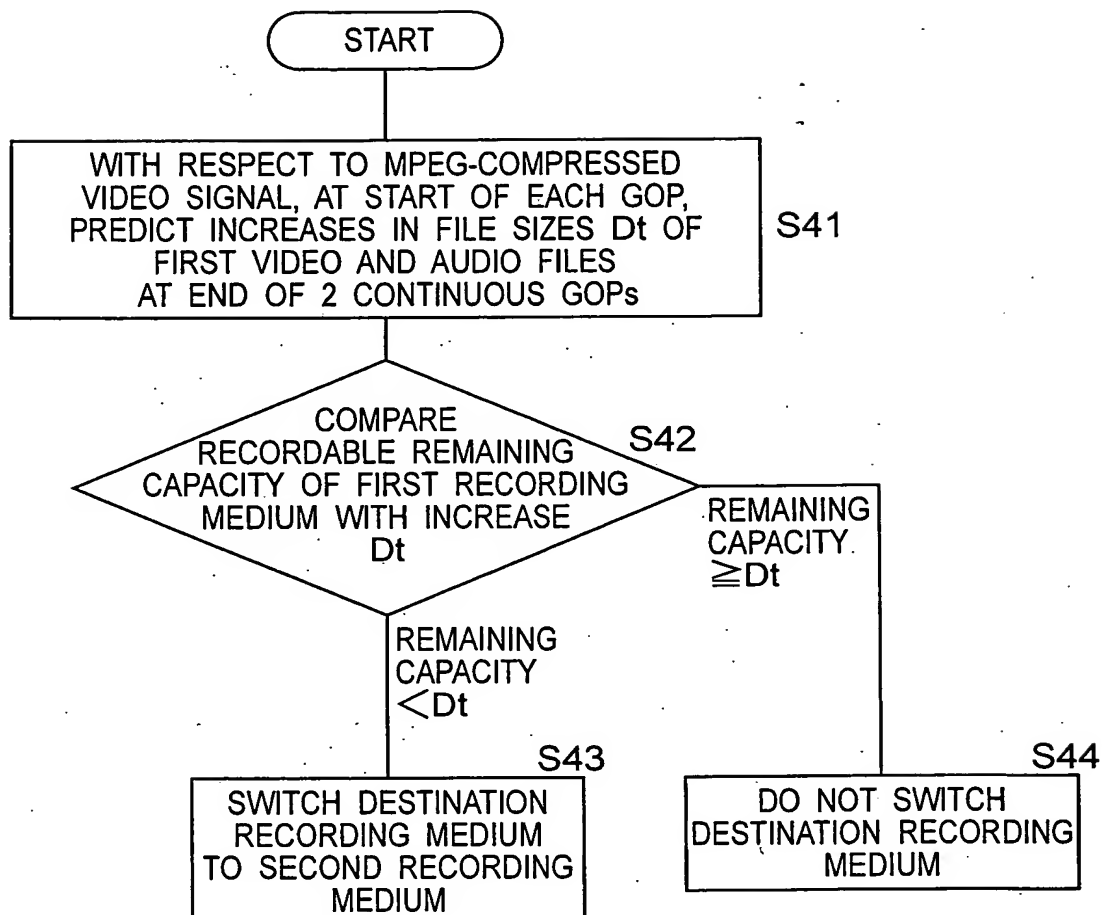 START
WITH RESPECT TO MPEG-COMPRESSED
VIDEO SIGNAL, AT START OF EACH GOP,
PREDICT INCREASES IN FILE SIZES Dt OF
FIRST VIDEO AND AUDIO FILES
AT END OF 2 CONTINUOUS GOPs
S41
COMPARE
RECORDABLE REMAINING
CAPACITY OF FIRST RECORDING
MEDIUM WITH INCREASE
Dt
S42
REMAINING
CAPACITY
≧Dt
REMAINING
CAPACITY
<Dt
S43
SWITCH DESTINATION
RECORDING MEDIUM
TO SECOND RECORDING
MEDIUM
S44
DO NOT SWITCH
DESTINATION RECORDING
MEDIUM